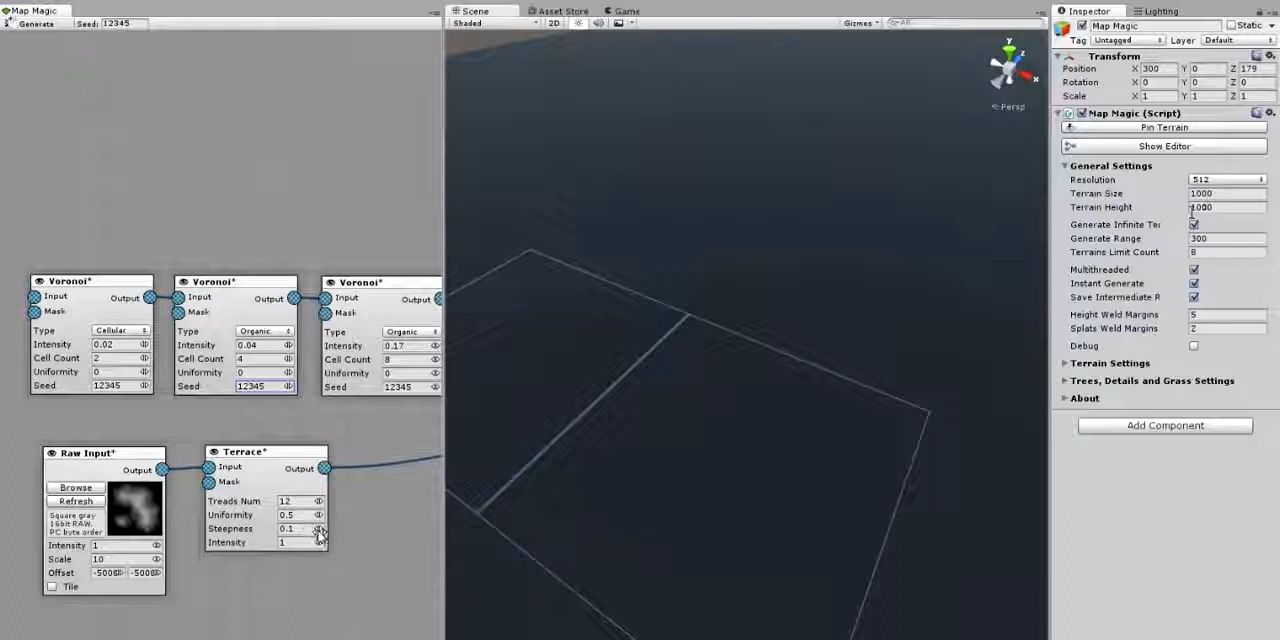 Map Magic
Generate Seed: 12345
Voronoi*
Input Output
Mask
Type Cellular
Intensity 0.02
Cell Count 2
Uniformity 0
Seed 12345
Voronoi*
Input Output
Mask
Type Organic
Intensity 0.04
Cell Count 4
Uniformity 0
Seed 12345
Voronoi*
Input Output
Mask
Type Organic
Intensity 0.17
Cell Count 8
Uniformity 0
Seed 12345
Raw Input*
Output
Browse
Refresh
Square gray
16bit RAW.
PC byte order
Intensity 1
Scale 10
Offset -5008 -5008
Tile
Terrace*
Input Output
Mask
Treads Num 12
Uniformity 0.5
Steepness 0.1
Intensity 1
Scene Asset Store Game
Shaded 2D Gizmos
y
z
x
Persp
Inspector Lighting
Map Magic Static
Tag Untagged Layer Default
Transform
Position X 300 Y 0 Z 179
Rotation X 0 Y 0 Z 0
Scale X 1 Y 1 Z 1
Map Magic (Script)
Pin Terrain
Show Editor
General Settings
Resolution 512
Terrain Size 1000
Terrain Height 1000
Generate Infinite Ter
Generate Range 300
Terrains Limit Count 8
Multithreaded
Instant Generate
Save Intermediate R
Height Weld Margins 5
Splats Weld Margins 2
Debug
Terrain Settings
Trees, Details and Grass Settings
About
Add Component